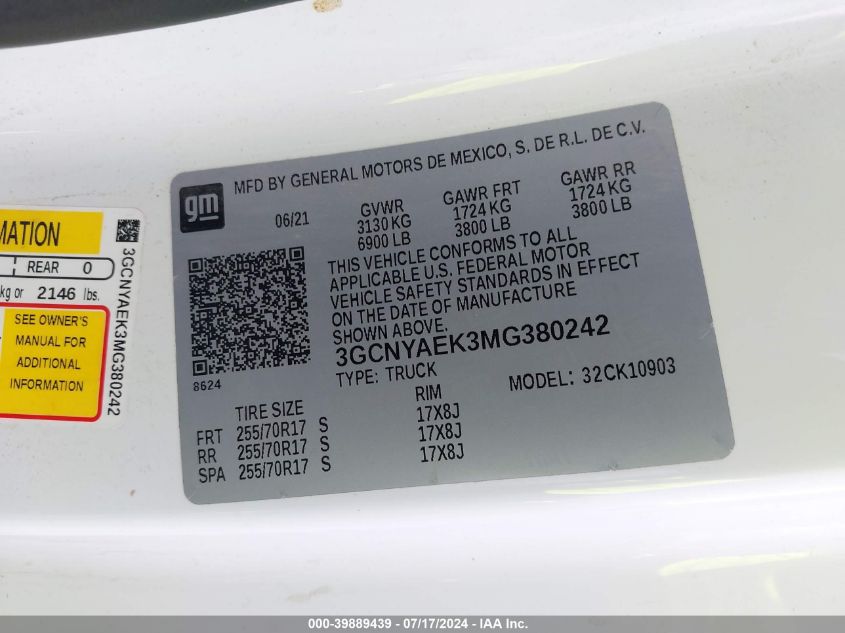 MATION
REAR 0
kg or 2146 lbs.
SEE OWNER'S
MANUAL FOR
ADDITIONAL
INFORMATION
3GCNYAEK3MG380242
gm
MFD BY GENERAL MOTORS DE MEXICO, S. DE R.L. DE C.V.
06/21
GVWR
3130 KG
6900 LB
GAWR FRT
1724 KG
3800 LB
GAWR RR
1724 KG
3800 LB
THIS VEHICLE CONFORMS TO ALL
APPLICABLE U.S. FEDERAL MOTOR
VEHICLE SAFETY STANDARDS IN EFFECT
ON THE DATE OF MANUFACTURE
SHOWN ABOVE.
3GCNYAEK3MG380242
8624
TYPE: TRUCK
MODEL: 32CK10903
TIRE SIZE RIM
FRT 255/70R17 S 17X8J
RR 255/70R17 S 17X8J
SPA 255/70R17 S 17X8J
000-39889439 - 07/17/2024 - IAA Inc.